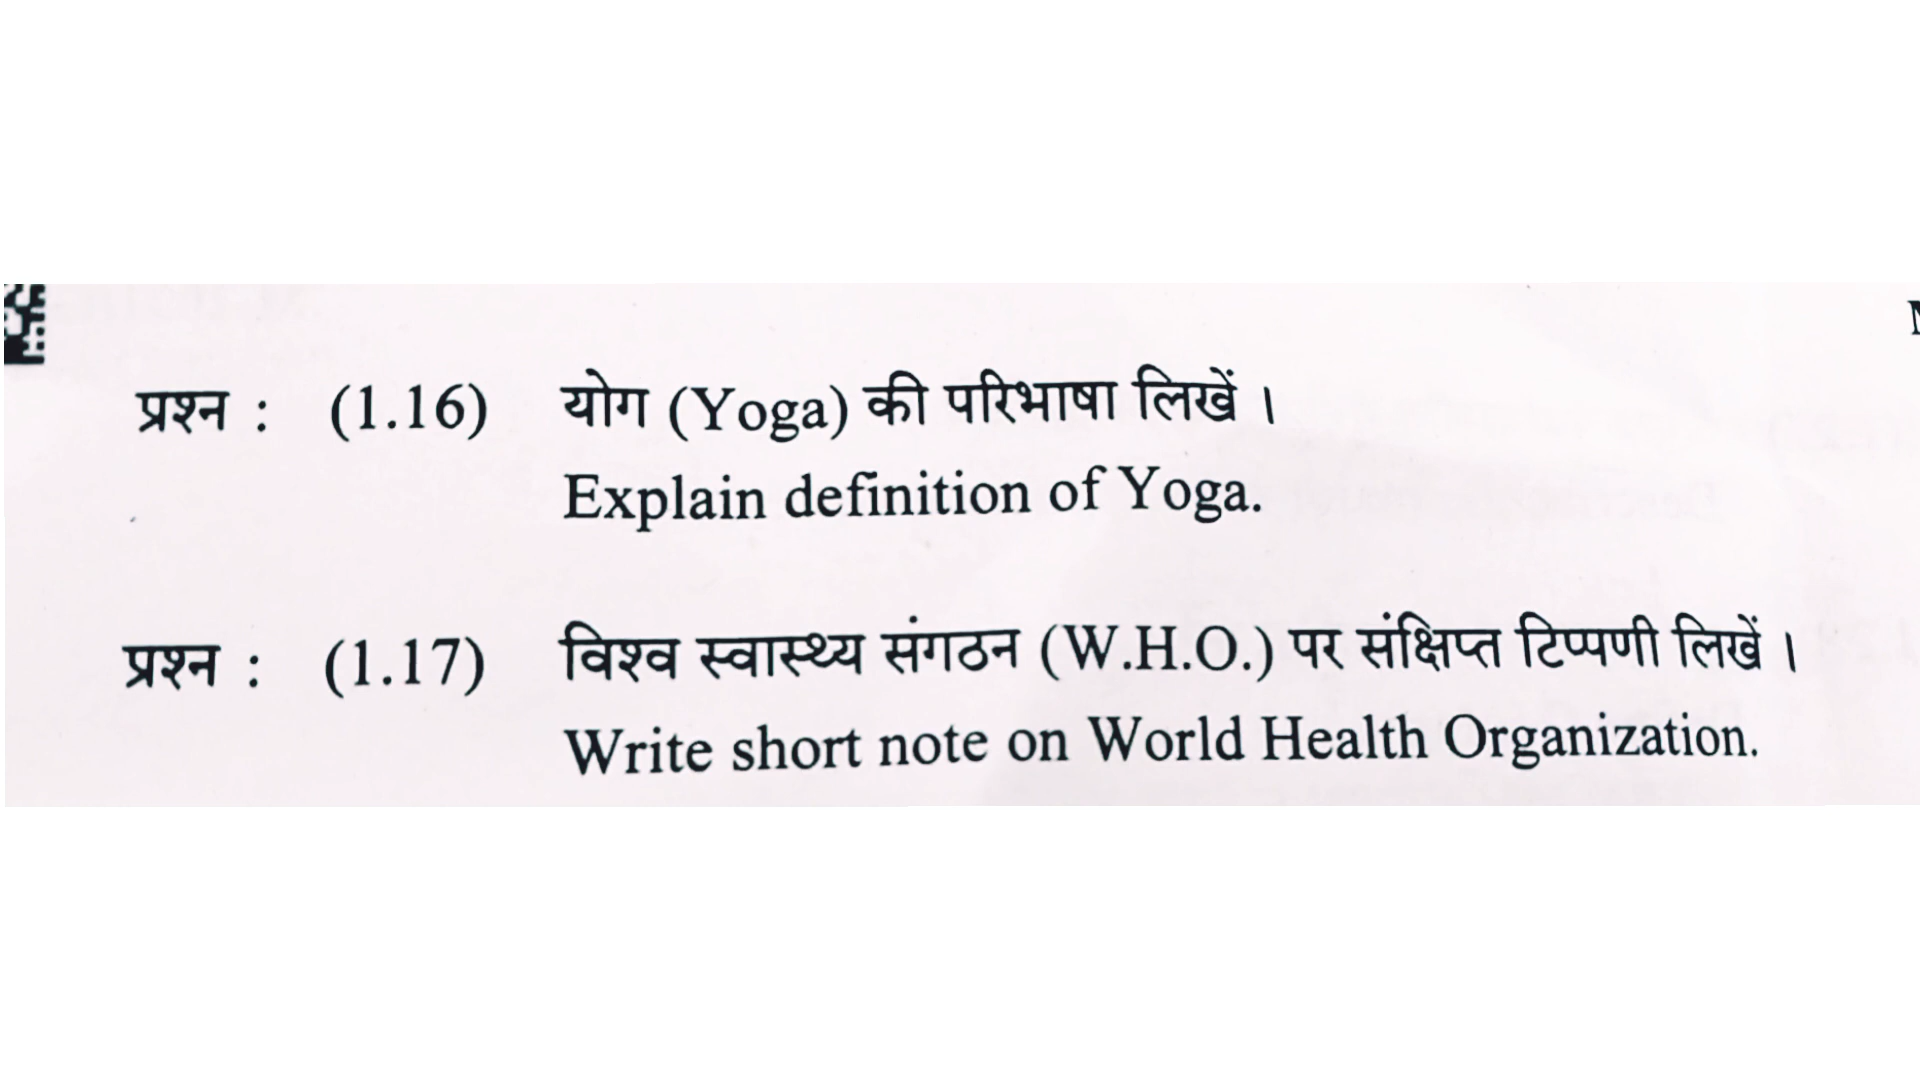 प्रश्न : (1.16) योग (Yoga) की परिभाषा लिखें ।
Explain definition of Yoga.
प्रश्न : (1.17) विश्व स्वास्थ्य संगठन (W.H.O.) पर संक्षिप्त टिप्पणी लिखें ।
Write short note on World Health Organization.